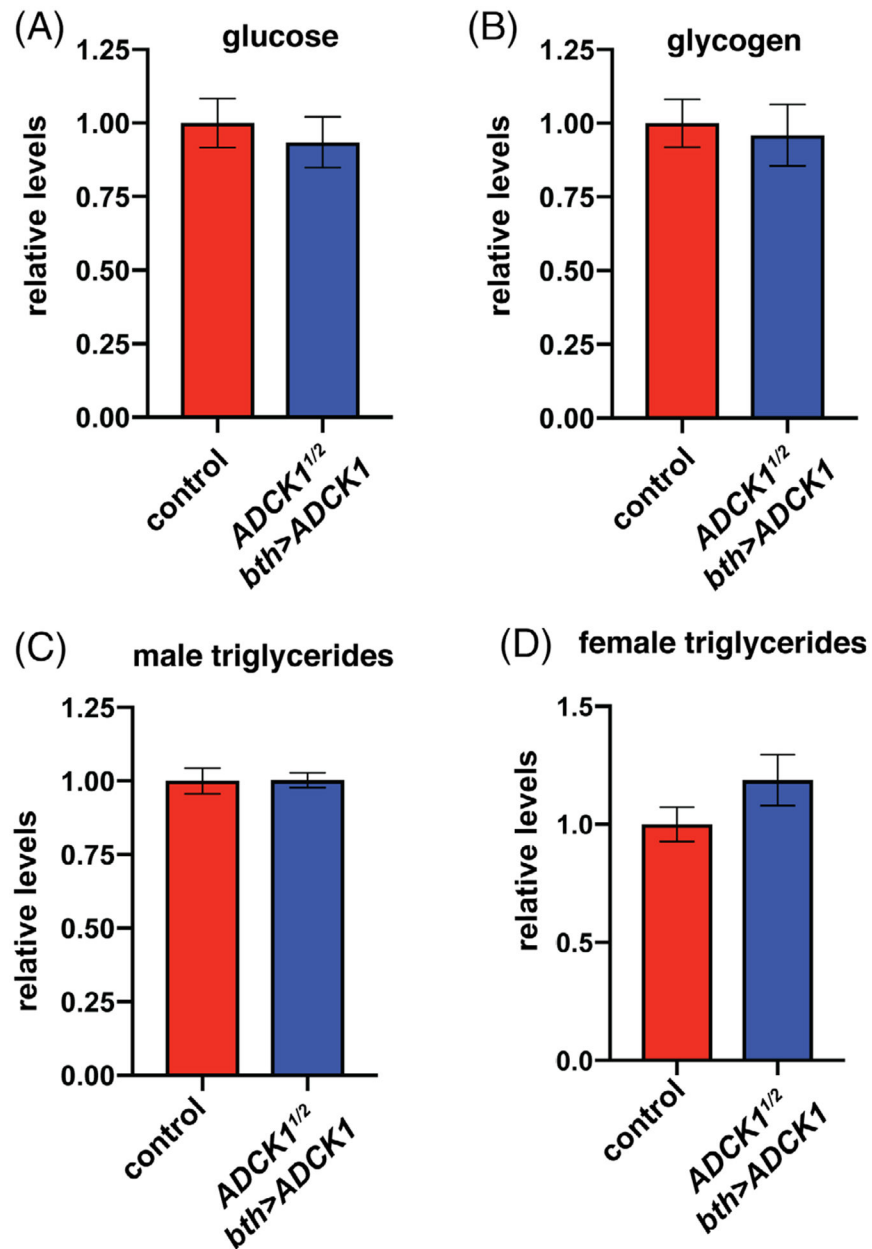 (A) glucose
relative levels
1.25
1.00
0.75
0.50
0.25
0.00
control
ADCK1^1/2
bth>ADCK1
(B) glycogen
relative levels
1.25
1.00
0.75
0.50
0.25
0.00
control
ADCK1^1/2
bth>ADCK1
(C) male triglycerides
relative levels
1.25
1.00
0.75
0.50
0.25
0.00
control
ADCK1^1/2
bth>ADCK1
(D) female triglycerides
relative levels
1.5
1.0
0.5
0.0
control
ADCK1^1/2
bth>ADCK1